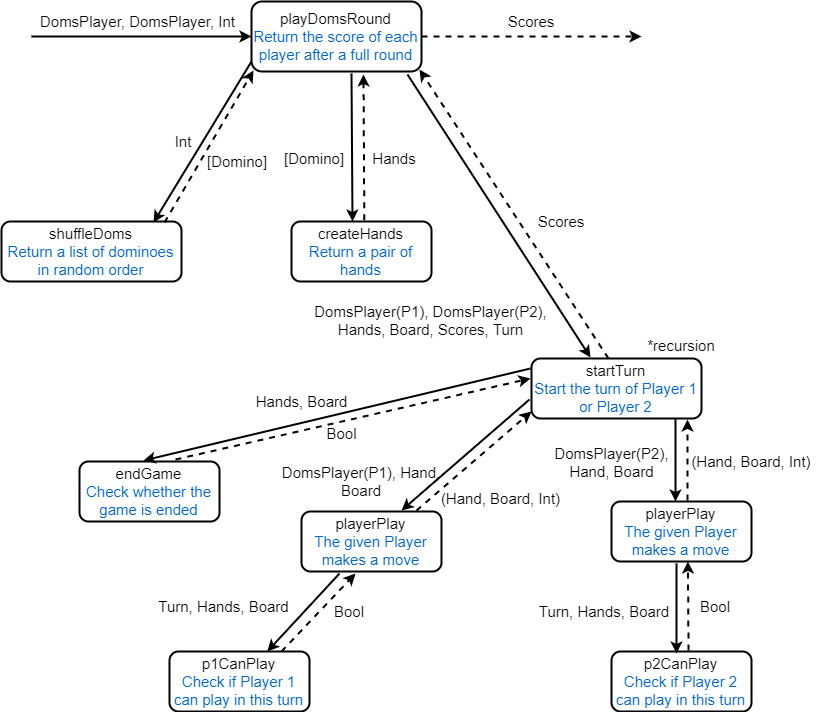 DomsPlayer, DomsPlayer, Int
playDomsRound
Return the score of each
player after a full round
Scores
Int
[Domino]
[Domino]
Hands
shuffleDoms
Return a list of dominoes
in random order
createHands
Return a pair of
hands
Scores
DomsPlayer(P1), DomsPlayer(P2),
Hands, Board, Scores, Turn
*recursion
startTurn
Start the turn of Player 1
or Player 2
Hands, Board
Bool
endGame
Check whether the
game is ended
DomsPlayer(P1), Hand
Board
(Hand, Board, Int)
DomsPlayer(P2),
Hand, Board
(Hand, Board, Int)
playerPlay
The given Player
makes a move
playerPlay
The given Player
makes a move
Turn, Hands, Board
Bool
Turn, Hands, Board
Bool
p1CanPlay
Check if Player 1
can play in this turn
p2CanPlay
Check if Player 2
can play in this turn